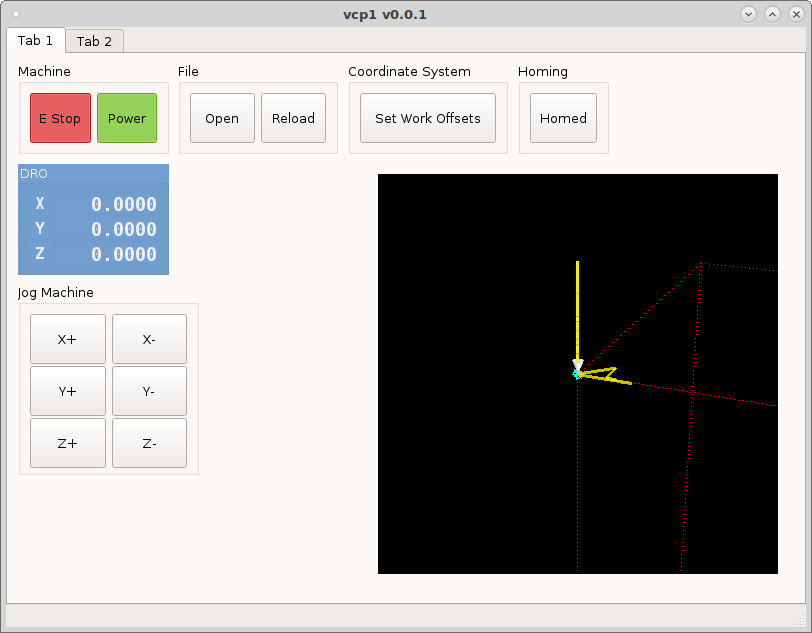 vcp1 v0.0.1
Tab 1 Tab 2
Machine File Coordinate System Homing
E Stop Power Open Reload Set Work Offsets Homed
DRO
X 0.0000
Y 0.0000
Z 0.0000
Jog Machine
X+ X-
Y+ Y-
Z+ Z-